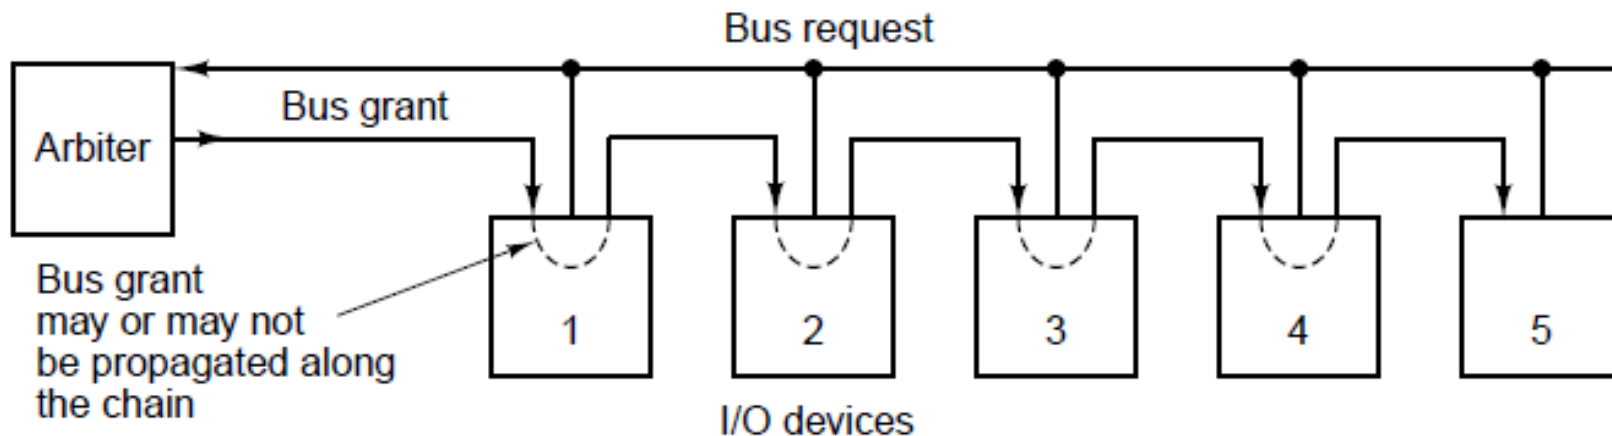 Bus request
Bus grant
Arbiter
Bus grant
may or may not
be propagated along
the chain
1
2
3
4
5
I/O devices